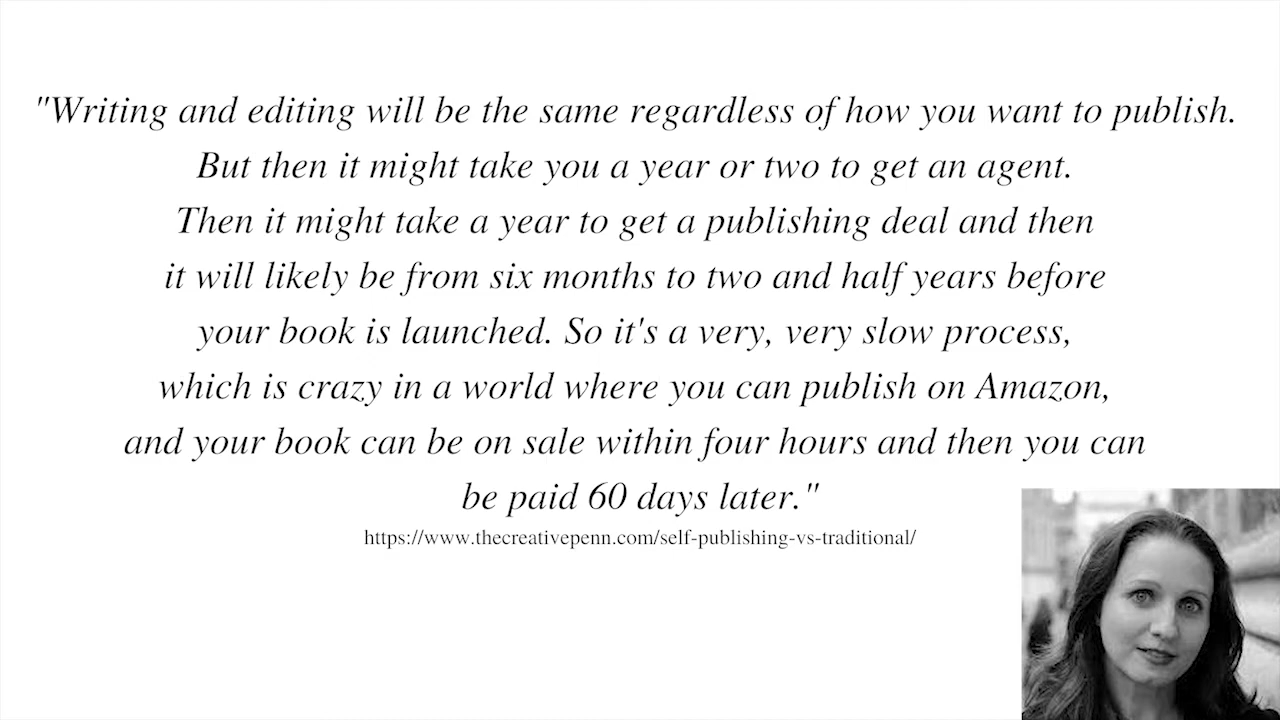 "Writing and editing will be the same regardless of how you want to publish.
But then it might take you a year or two to get an agent.
Then it might take a year to get a publishing deal and then
it will likely be from six months to two and half years before
your book is launched. So it's a very, very slow process,
which is crazy in a world where you can publish on Amazon,
and your book can be on sale within four hours and then you can
be paid 60 days later."
https://www.thecreativepenn.com/self-publishing-vs-traditional/